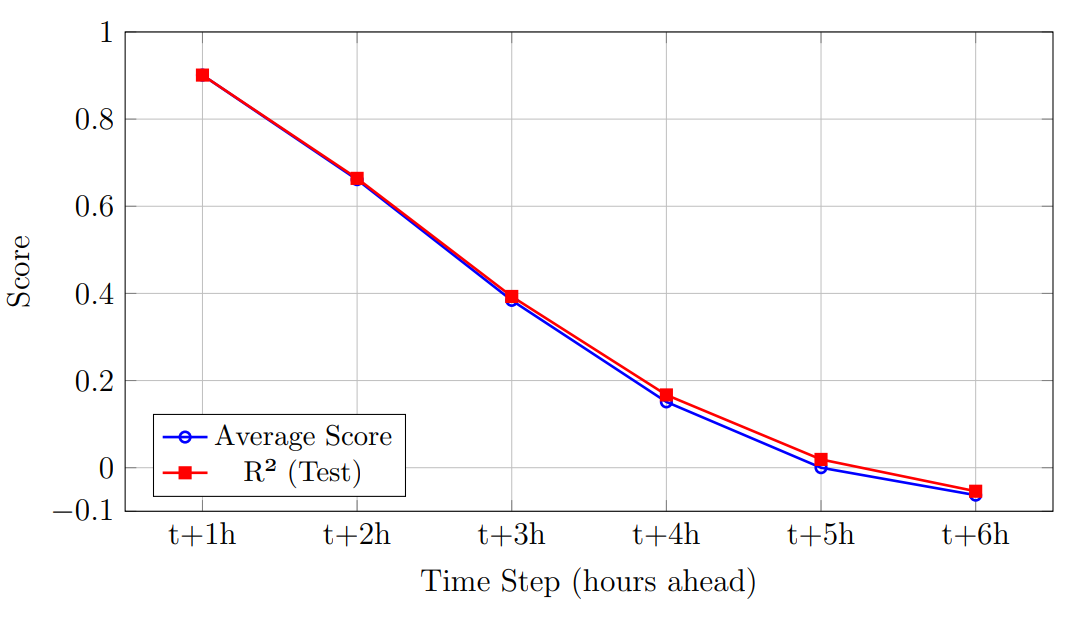 1
0.8
0.6
0.4
0.2
0
−0.1
Score
Average Score
R² (Test)
t+1h t+2h t+3h t+4h t+5h t+6h
Time Step (hours ahead)